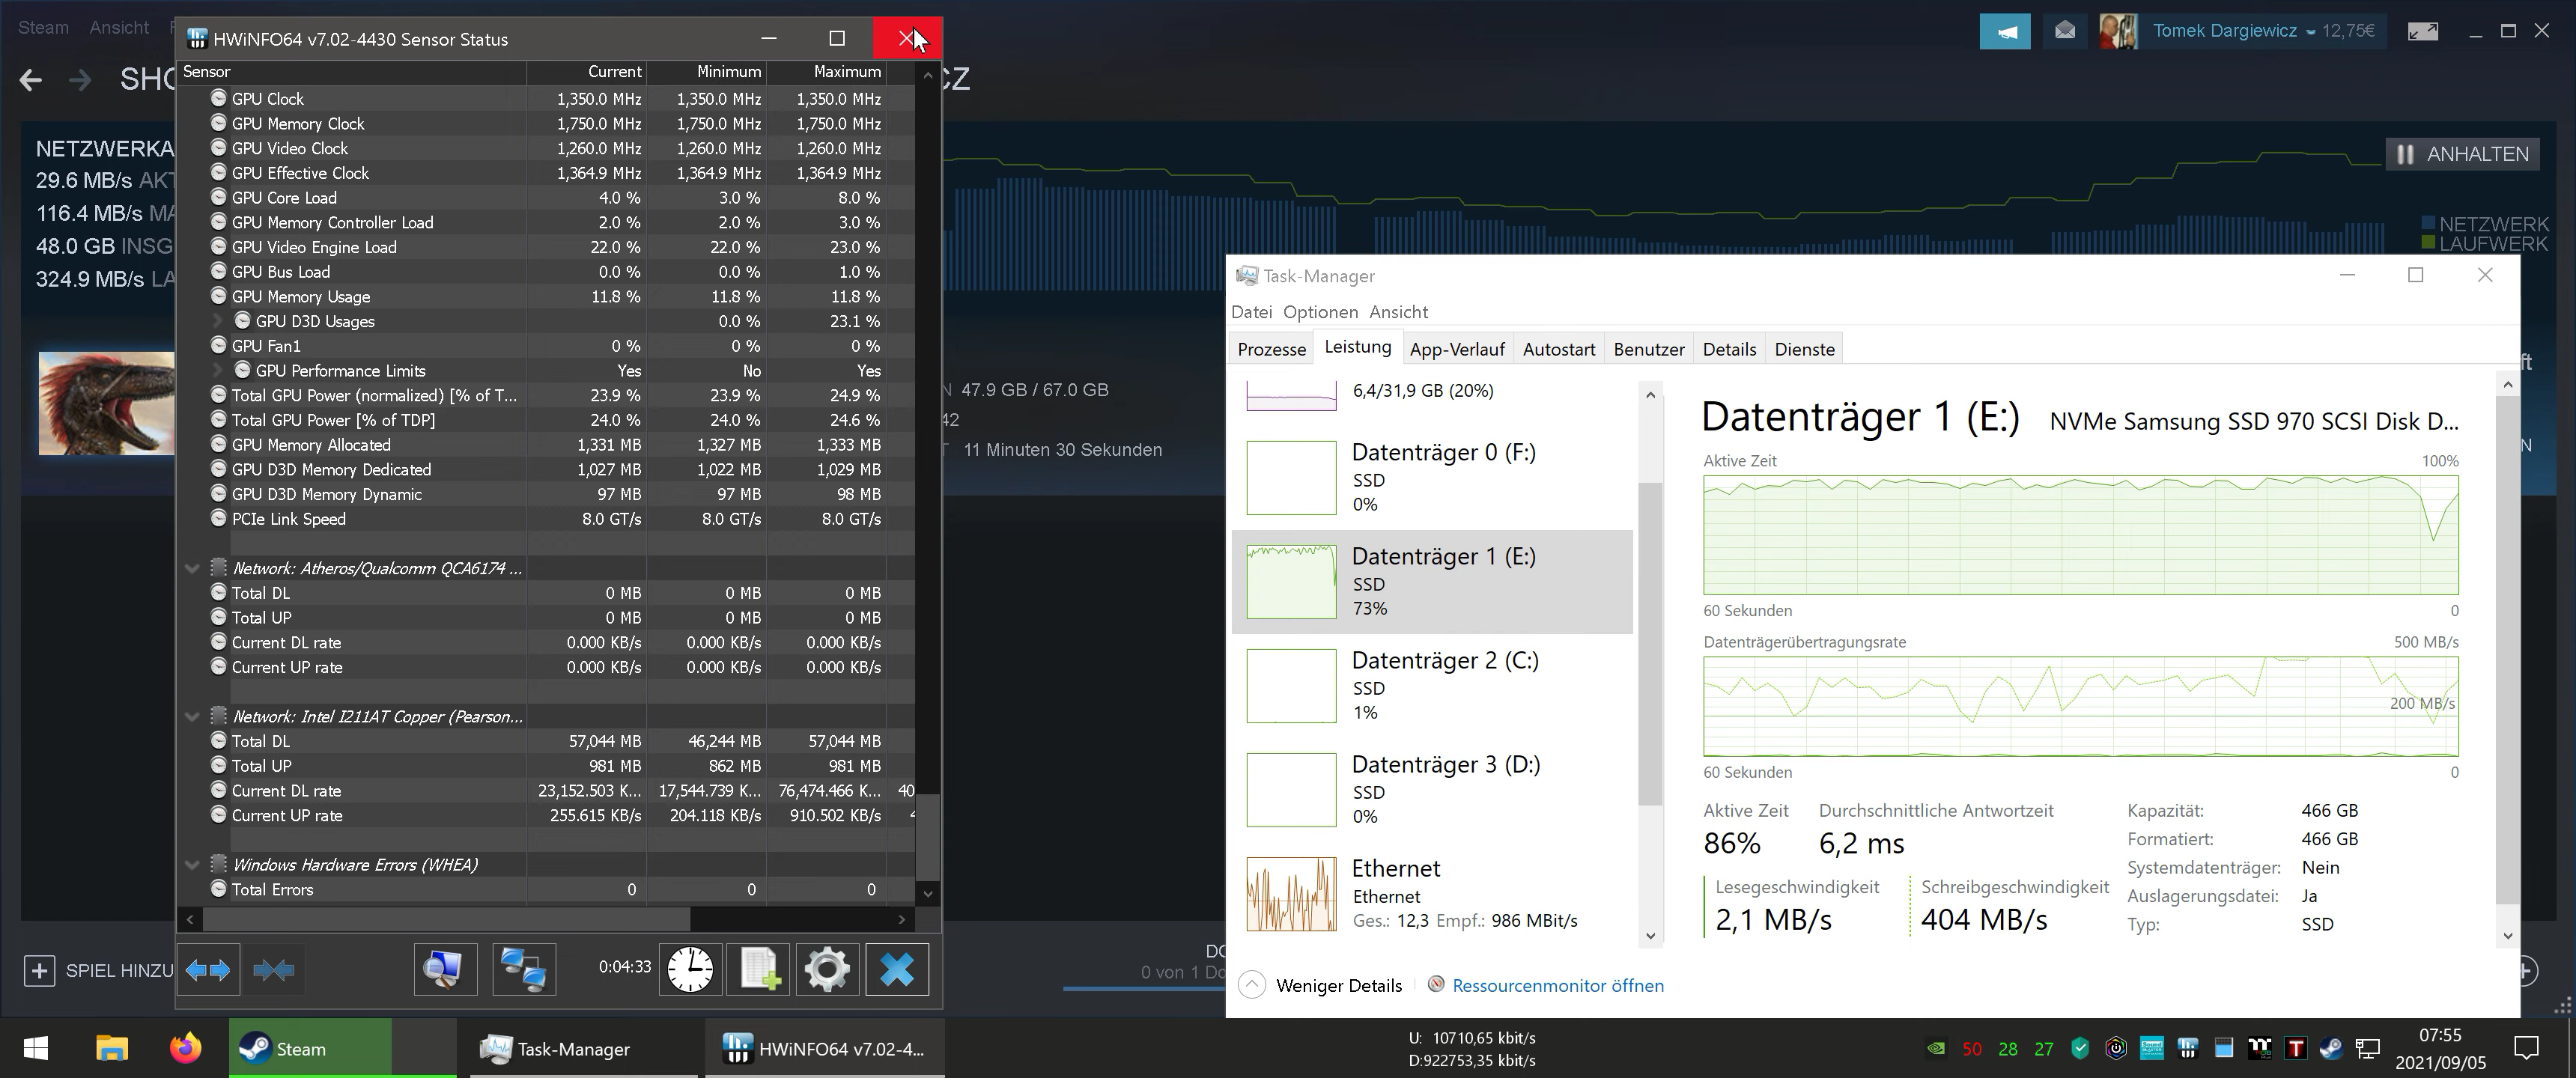 Steam Ansicht
Tomek Dargiewicz 12,75€
HWiNFO64 v7.02-4430 Sensor Status
Sensor Current Minimum Maximum
GPU Clock 1,350.0 MHz 1,350.0 MHz 1,350.0 MHz
GPU Memory Clock 1,750.0 MHz 1,750.0 MHz 1,750.0 MHz
GPU Video Clock 1,260.0 MHz 1,260.0 MHz 1,260.0 MHz
GPU Effective Clock 1,364.9 MHz 1,364.9 MHz 1,364.9 MHz
GPU Core Load 4.0 % 3.0 % 8.0 %
GPU Memory Controller Load 2.0 % 2.0 % 3.0 %
GPU Video Engine Load 22.0 % 22.0 % 23.0 %
GPU Bus Load 0.0 % 0.0 % 1.0 %
GPU Memory Usage 11.8 % 11.8 % 11.8 %
GPU D3D Usages 0.0 % 23.1 %
GPU Fan1 0 % 0 % 0 %
GPU Performance Limits Yes No Yes
Total GPU Power (normalized) [% of T... 23.9 % 23.9 % 24.9 %
Total GPU Power [% of TDP] 24.0 % 24.0 % 24.6 %
GPU Memory Allocated 1,331 MB 1,327 MB 1,333 MB
GPU D3D Memory Dedicated 1,027 MB 1,022 MB 1,029 MB
GPU D3D Memory Dynamic 97 MB 97 MB 98 MB
PCIe Link Speed 8.0 GT/s 8.0 GT/s 8.0 GT/s
Network: Atheros/Qualcomm QCA6174 ...
Total DL 0 MB 0 MB 0 MB
Total UP 0 MB 0 MB 0 MB
Current DL rate 0.000 KB/s 0.000 KB/s 0.000 KB/s
Current UP rate 0.000 KB/s 0.000 KB/s 0.000 KB/s
Network: Intel I211AT Copper (Pearson...
Total DL 57,044 MB 46,244 MB 57,044 MB
Total UP 981 MB 862 MB 981 MB
Current DL rate 23,152.503 K... 17,544.739 K... 76,474.466 K... 40
Current UP rate 255.615 KB/s 204.118 KB/s 910.502 KB/s
Windows Hardware Errors (WHEA)
Total Errors 0 0 0
0:04:33
SHO
CZ
NETZWERKA
29.6 MB/s AKT
116.4 MB/s MA
48.0 GB INSG
324.9 MB/s LA
ANHALTEN
NETZWERK
LAUFWERK
N 47.9 GB / 67.0 GB
42
T 11 Minuten 30 Sekunden
ft
N
SPIEL HINZU
DO
0 von 1 Do
Task-Manager
Datei Optionen Ansicht
Prozesse Leistung App-Verlauf Autostart Benutzer Details Dienste
6,4/31,9 GB (20%)
Datenträger 0 (F:)
SSD
0%
Datenträger 1 (E:)
SSD
73%
Datenträger 2 (C:)
SSD
1%
Datenträger 3 (D:)
SSD
0%
Ethernet
Ethernet
Ges.: 12,3 Empf.: 986 MBit/s
Datenträger 1 (E:) NVMe Samsung SSD 970 SCSI Disk D...
Aktive Zeit 100%
60 Sekunden 0
Datenträgerübertragungsrate 500 MB/s
200 MB/s
60 Sekunden 0
Aktive Zeit Durchschnittliche Antwortzeit
86% 6,2 ms
Lesegeschwindigkeit Schreibgeschwindigkeit
2,1 MB/s 404 MB/s
Kapazität: 466 GB
Formatiert: 466 GB
Systemdatenträger: Nein
Auslagerungsdatei: Ja
Typ: SSD
Weniger Details Ressourcenmonitor öffnen
Steam
Task-Manager
HWiNFO64 v7.02-4...
U: 10710,65 kbit/s
D:922753,35 kbit/s
50 28 27
07:55
2021/09/05